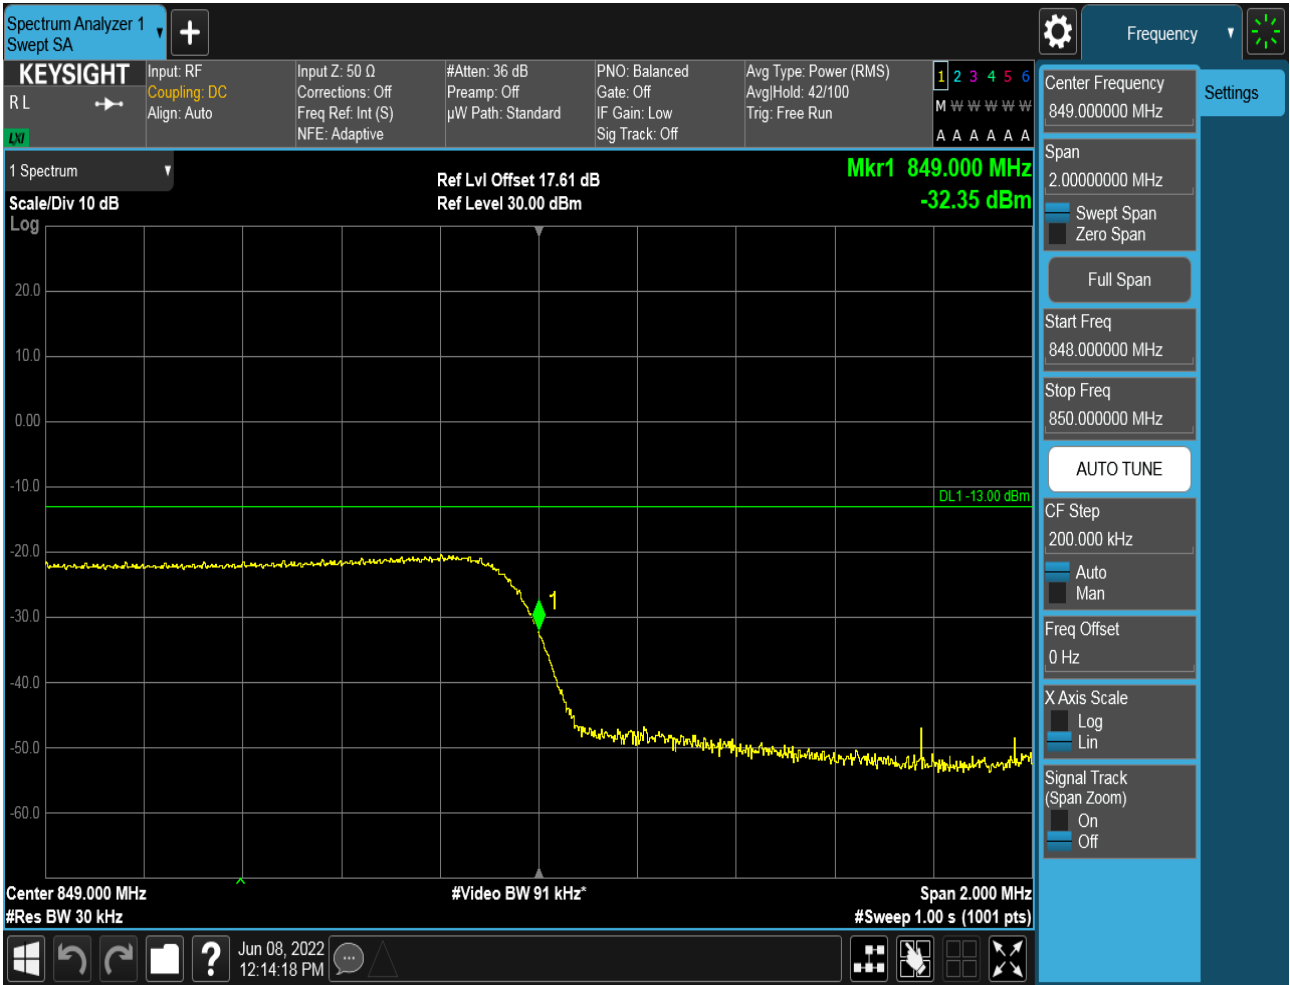 Spectrum Analyzer 1
Swept SA
Frequency
KEYSIGHT
R L
LXI
Input: RF
Coupling: DC
Align: Auto
Input Z: 50 Ω
Corrections: Off
Freq Ref: Int (S)
NFE: Adaptive
#Atten: 36 dB
Preamp: Off
µW Path: Standard
PNO: Balanced
Gate: Off
IF Gain: Low
Sig Track: Off
Avg Type: Power (RMS)
Avg|Hold: 42/100
Trig: Free Run
1 2 3 4 5 6
M W W W W W
A A A A A A
1 Spectrum
Scale/Div 10 dB
Log
Ref Lvl Offset 17.61 dB
Ref Level 30.00 dBm
Mkr1 849.000 MHz
-32.35 dBm
20.0
10.0
0.00
-10.0
-20.0
-30.0
-40.0
-50.0
-60.0
DL1 -13.00 dBm
1
Center 849.000 MHz
#Res BW 30 kHz
#Video BW 91 kHz*
Span 2.000 MHz
#Sweep 1.00 s (1001 pts)
Center Frequency
849.000000 MHz
Settings
Span
2.00000000 MHz
Swept Span
Zero Span
Full Span
Start Freq
848.000000 MHz
Stop Freq
850.000000 MHz
AUTO TUNE
CF Step
200.000 kHz
Auto
Man
Freq Offset
0 Hz
X Axis Scale
Log
Lin
Signal Track
(Span Zoom)
On
Off
?
Jun 08, 2022
12:14:18 PM